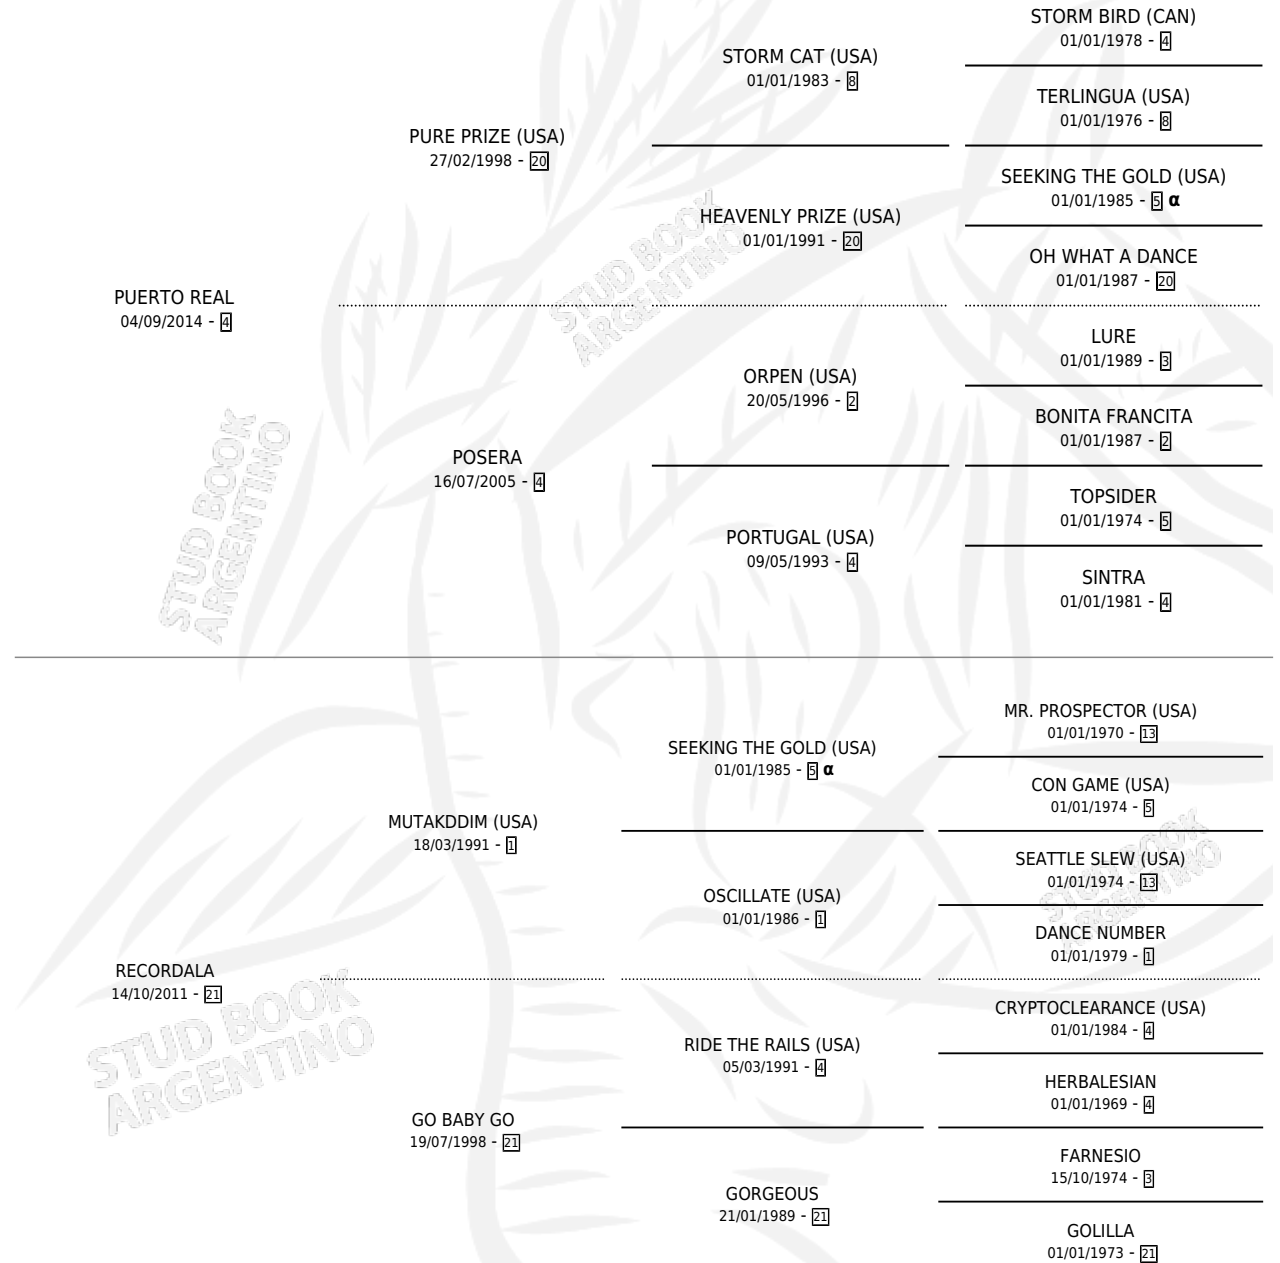 STORM BIRD (CAN)
01/01/1978 - 4
STORM CAT (USA)
01/01/1983 - 8
TERLINGUA (USA)
01/01/1976 - 8
PURE PRIZE (USA)
27/02/1998 - 20
SEEKING THE GOLD (USA)
01/01/1985 - 5 α
HEAVENLY PRIZE (USA)
01/01/1991 - 20
OH WHAT A DANCE
01/01/1987 - 20
PUERTO REAL
04/09/2014 - 4
LURE
01/01/1989 - 3
ORPEN (USA)
20/05/1996 - 2
BONITA FRANCITA
01/01/1987 - 2
POSERA
16/07/2005 - 4
TOPSIDER
01/01/1974 - 5
PORTUGAL (USA)
09/05/1993 - 4
SINTRA
01/01/1981 - 4
STUD BOOK
ARGENTINO
STUD BOOK
ARGENTINO
MR. PROSPECTOR (USA)
01/01/1970 - 13
SEEKING THE GOLD (USA)
01/01/1985 - 5 α
CON GAME (USA)
01/01/1974 - 5
MUTAKDDIM (USA)
18/03/1991 - 1
SEATTLE SLEW (USA)
01/01/1974 - 13
OSCILLATE (USA)
01/01/1986 - 1
DANCE NUMBER
01/01/1979 - 1
RECORDALA
14/10/2011 - 21
CRYPTOCLEARANCE (USA)
01/01/1984 - 4
RIDE THE RAILS (USA)
05/03/1991 - 4
HERBALESIAN
01/01/1969 - 4
GO BABY GO
19/07/1998 - 21
FARNESIO
15/10/1974 - 3
GORGEOUS
21/01/1989 - 21
GOLILLA
01/01/1973 - 21
STUD BOOK
ARGENTINO
STUD BOOK
ARGENTINO